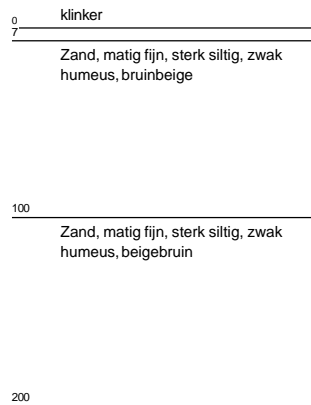 klinker
0
7
Zand, matig fijn, sterk siltig, zwak
humeus, bruinbeige
100
Zand, matig fijn, sterk siltig, zwak
humeus, beigebruin
200